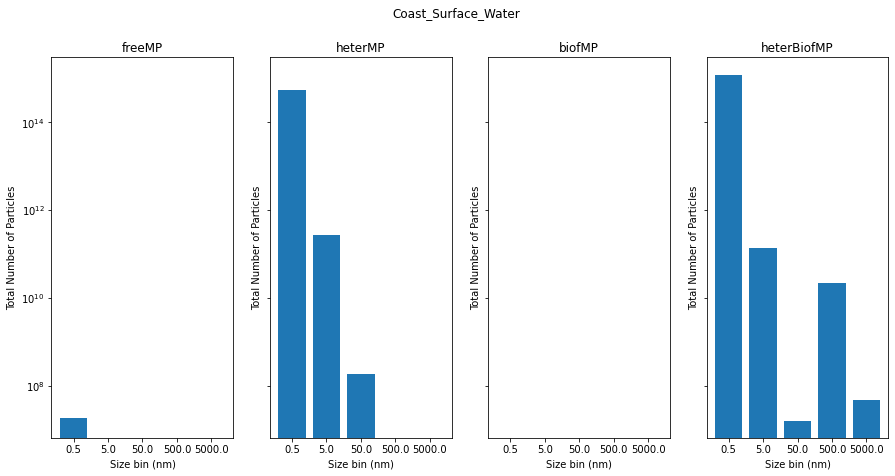 Coast_Surface_Water
freeMP
heterMP
biofMP
heterBiofMP
Total Number of Particles
10^14
10^12
10^10
10^8
0.5 5.0 50.0 500.0 5000.0
Size bin (nm)
Total Number of Particles
0.5 5.0 50.0 500.0 5000.0
Size bin (nm)
Total Number of Particles
0.5 5.0 50.0 500.0 5000.0
Size bin (nm)
Total Number of Particles
0.5 5.0 50.0 500.0 5000.0
Size bin (nm)